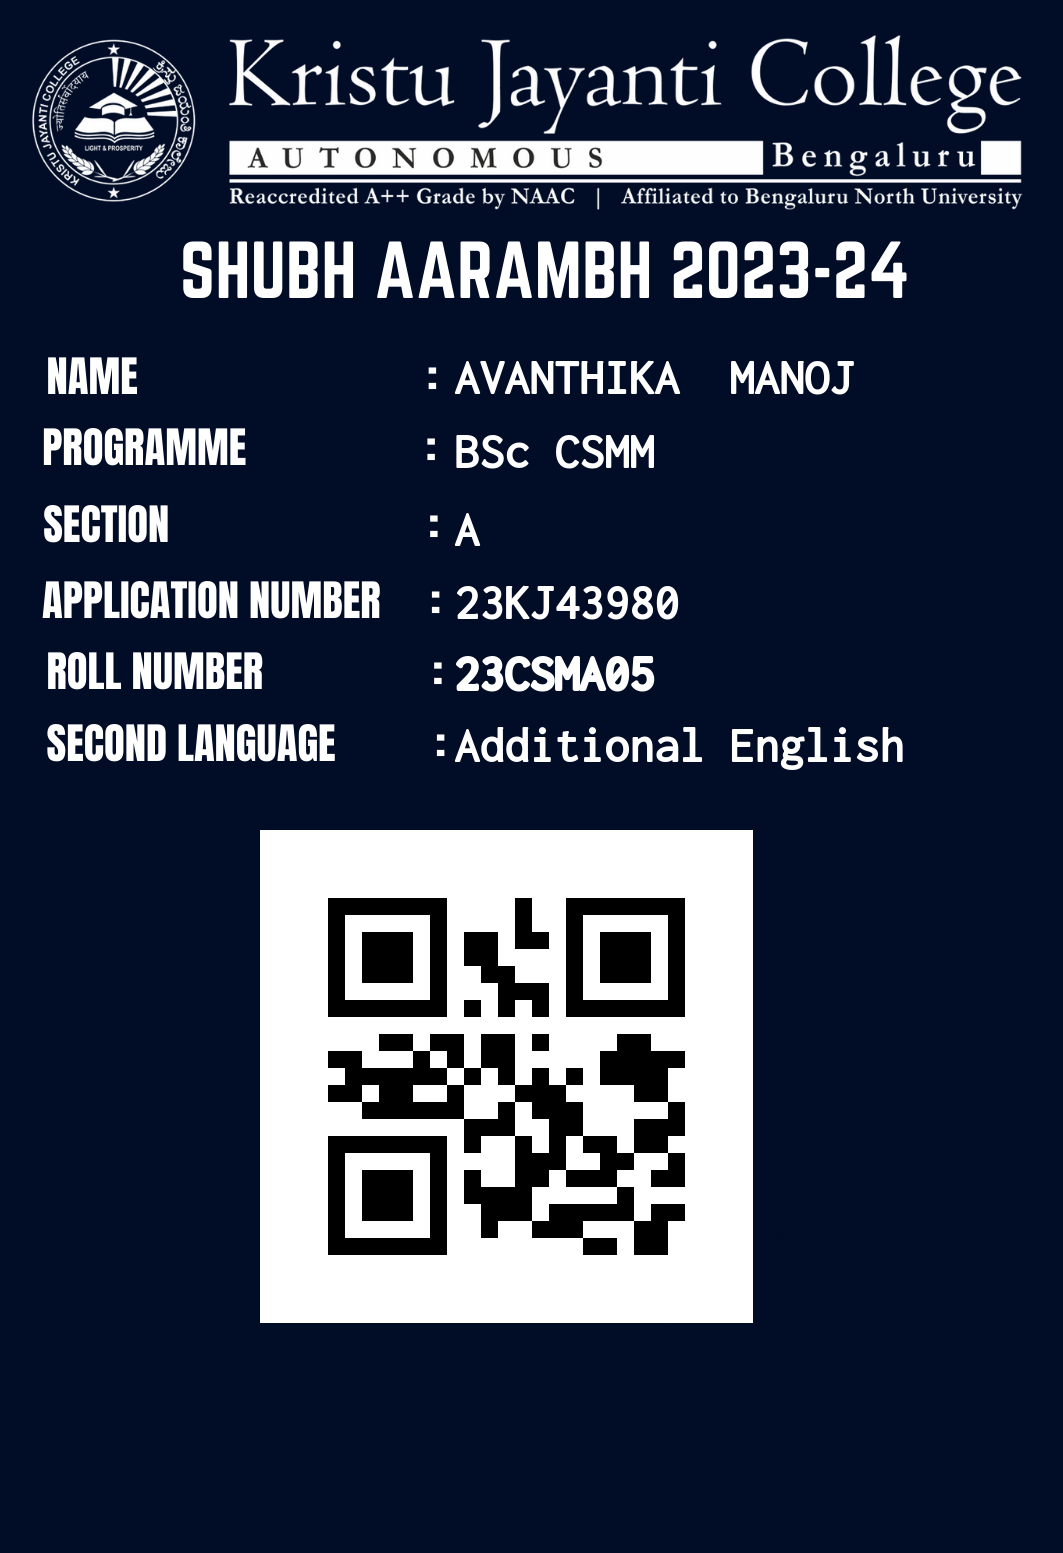 Kristu Jayanti College
AUTONOMOUS Bengaluru
Reaccredited A++ Grade by NAAC | Affiliated to Bengaluru North University
KRISTU JAYANTI COLLEGE
LIGHT & PROSPERITY
SHUBH AARAMBH 2023-24
NAME : AVANTHIKA MANOJ
PROGRAMME : BSc CSMM
SECTION : A
APPLICATION NUMBER : 23KJ43980
ROLL NUMBER : 23CSMA05
SECOND LANGUAGE : Additional English